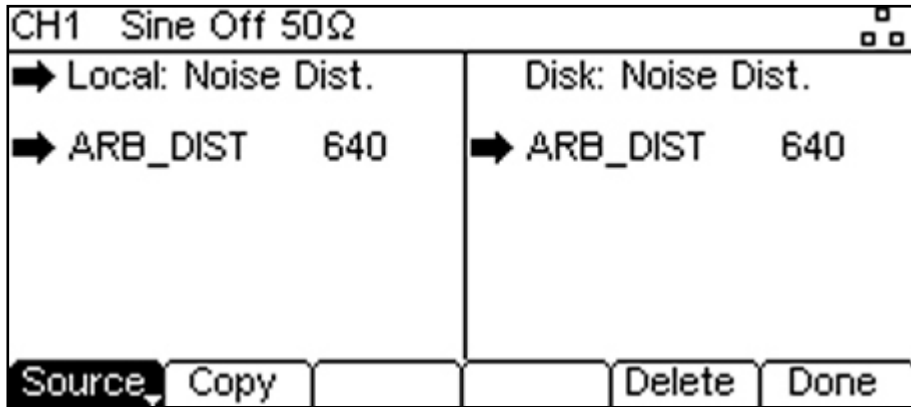 CH1 Sine Off 50Ω
Local: Noise Dist.
ARB_DIST 640
Disk: Noise Dist.
ARB_DIST 640
Source Copy Delete Done